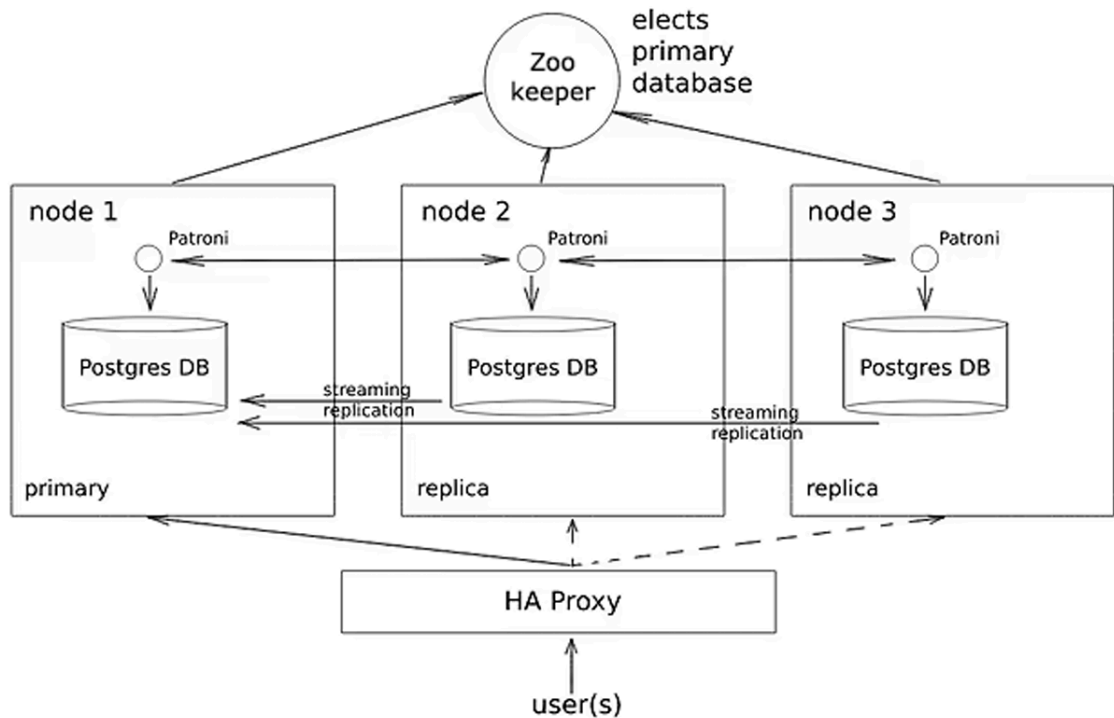 elects
primary
database
Zoo
keeper
node 1
node 2
node 3
Patroni
Patroni
Patroni
Postgres DB
Postgres DB
Postgres DB
streaming
replication
streaming
replication
primary
replica
replica
HA Proxy
user(s)